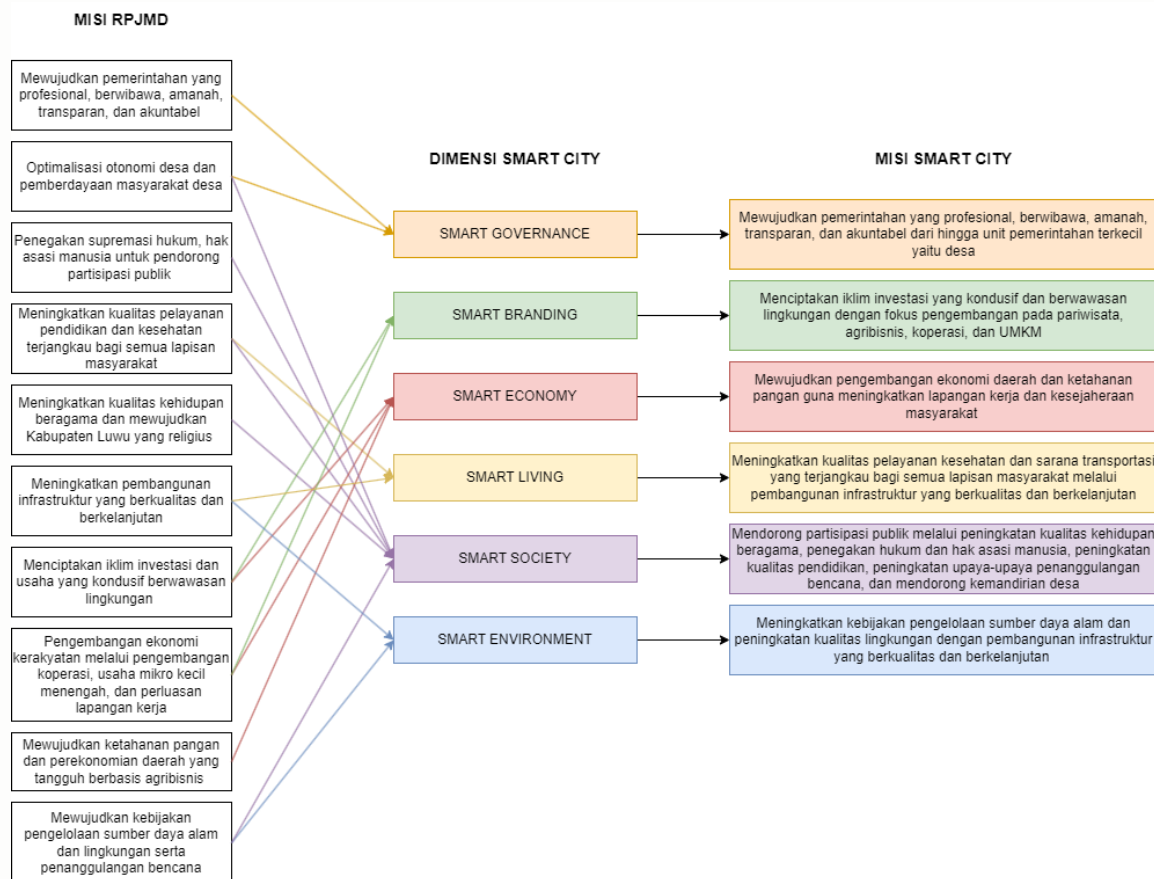 MISI RPJMD
Mewujudkan pemerintahan yang
profesional, berwibawa, amanah,
transparan, dan akuntabel
Optimalisasi otonomi desa dan
pemberdayaan masyarakat desa
Penegakan supremasi hukum, hak
asasi manusia untuk pendorong
partisipasi publik
Meningkatkan kualitas pelayanan
pendidikan dan kesehatan
terjangkau bagi semua lapisan
masyarakat
Meningkatkan kualitas kehidupan
beragama dan mewujudkan
Kabupaten Luwu yang religius
Meningkatkan pembangunan
infrastruktur yang berkualitas dan
berkelanjutan
Menciptakan iklim investasi dan
usaha yang kondusif berwawasan
lingkungan
Pengembangan ekonomi
kerakyatan melalui pengembangan
koperasi, usaha mikro kecil
menengah, dan perluasan
lapangan kerja
Mewujudkan ketahanan pangan
dan perekonomian daerah yang
tangguh berbasis agribisnis
Mewujudkan kebijakan
pengelolaan sumber daya alam
dan lingkungan serta
penanggulangan bencana
DIMENSI SMART CITY
SMART GOVERNANCE
SMART BRANDING
SMART ECONOMY
SMART LIVING
SMART SOCIETY
SMART ENVIRONMENT
MISI SMART CITY
Mewujudkan pemerintahan yang profesional, berwibawa, amanah,
transparan, dan akuntabel dari hingga unit pemerintahan terkecil
yaitu desa
Menciptakan iklim investasi yang kondusif dan berwawasan
lingkungan dengan fokus pengembangan pada pariwisata,
agribisnis, koperasi, dan UMKM
Mewujudkan pengembangan ekonomi daerah dan ketahanan
pangan guna meningkatkan lapangan kerja dan kesejaheraan
masyarakat
Meningkatkan kualitas pelayanan kesehatan dan sarana transportasi
yang terjangkau bagi semua lapisan masyarakat melalui
pembangunan infrastruktur yang berkualitas dan berkelanjutan
Mendorong partisipasi publik melalui peningkatan kualitas kehidupan
beragama, penegakan hukum dan hak asasi manusia, peningkatan
kualitas pendidikan, peningkatan upaya-upaya penanggulangan
bencana, dan mendorong kemandirian desa
Meningkatkan kebijakan pengelolaan sumber daya alam dan
peningkatan kualitas lingkungan dengan pembangunan infrastruktur
yang berkualitas dan berkelanjutan